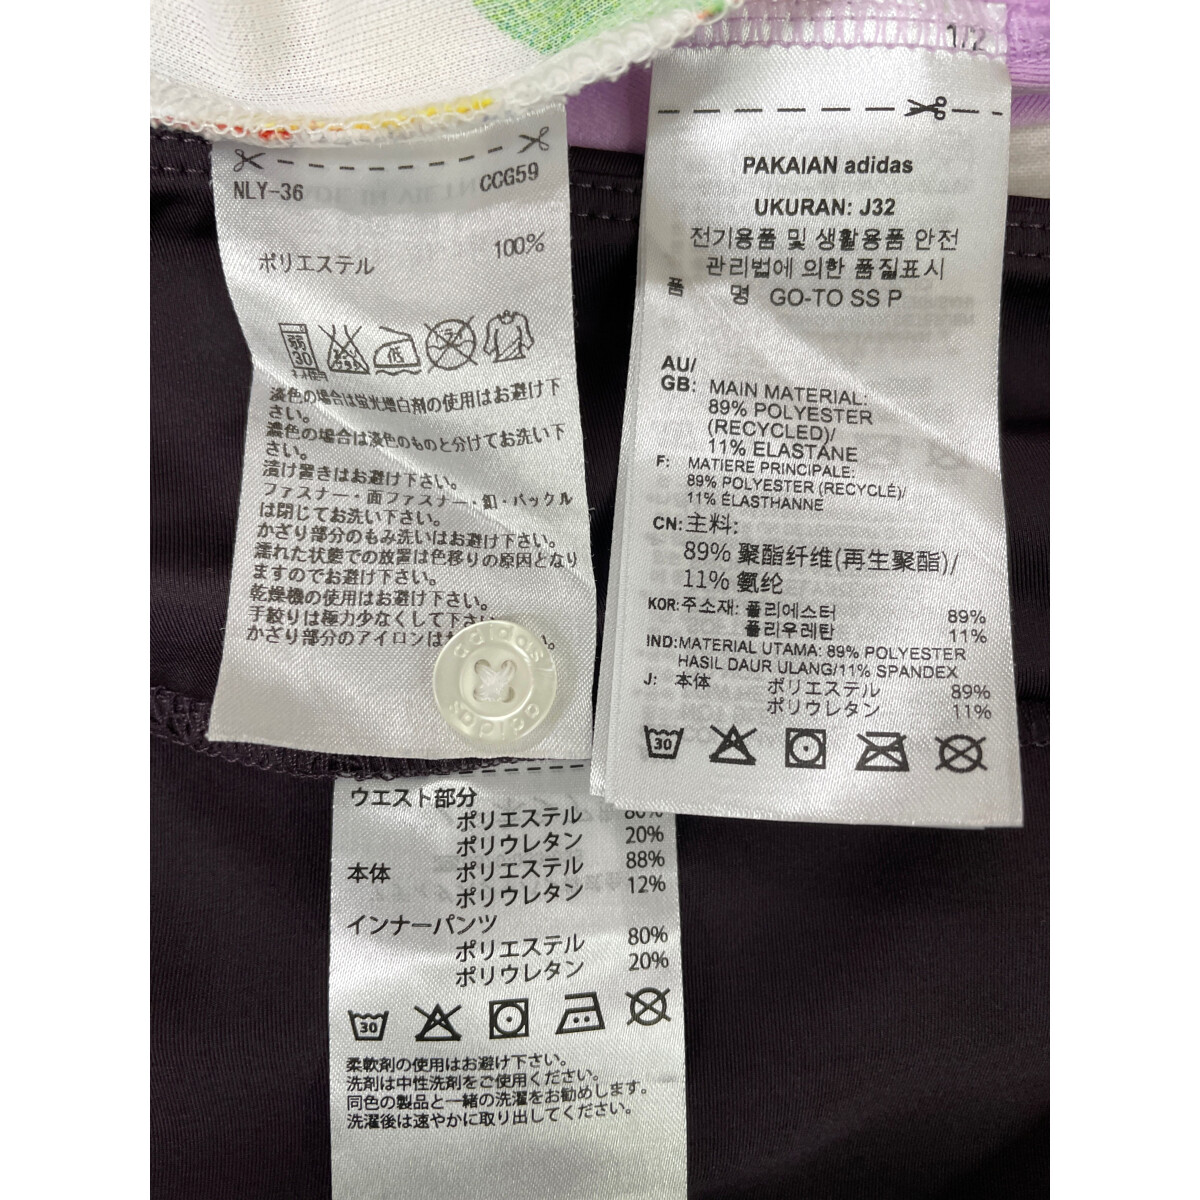 NLY-36 CCG59
ポリエステル 100%
弱
30
エンソ
サラシ
低
ドライ
淡色の場合は蛍光増白剤の使用はお避け下
さい。
濃色の場合は淡色のものと分けてお洗い下
さい。
漬け置きはお避け下さい。
ファスナー・面ファスナー・釦・バックル
は閉じてお洗い下さい。
かざり部分のもみ洗いはお避け下さい。
濡れた状態での放置は色移りの原因となり
ますのでお避け下さい。
乾燥機の使用はお避け下さい。
手絞りは極力少なくして下さい。
かざり部分のアイロンは
adidas
adidas
1/2
PAKAIAN adidas
UKURAN: J32
전기용품 및 생활용품 안전
관리법에 의한 품질표시
품 명 GO-TO SS P
AU/
GB: MAIN MATERIAL:
89% POLYESTER
(RECYCLED)/
11% ELASTANE
F: MATIERE PRINCIPALE:
89% POLYESTER (RECYCLÉ)/
11% ÉLASTHANNE
CN: 主料:
89% 聚酯纤维(再生聚酯)/
11% 氨纶
KOR: 주소재: 폴리에스터 89%
폴리우레탄 11%
IND: MATERIAL UTAMA: 89% POLYESTER
HASIL DAUR ULANG/11% SPANDEX
J: 本体 ポリエステル 89%
ポリウレタン 11%
30
ウエスト部分
ポリエステル 80%
ポリウレタン 20%
本体 ポリエステル 88%
ポリウレタン 12%
インナーパンツ
ポリエステル 80%
ポリウレタン 20%
30
柔軟剤の使用はお避け下さい。
洗剤は中性洗剤をご使用ください。
同色の製品と一緒の洗濯をお勧めします。
洗濯後は速やかに取り出してください。